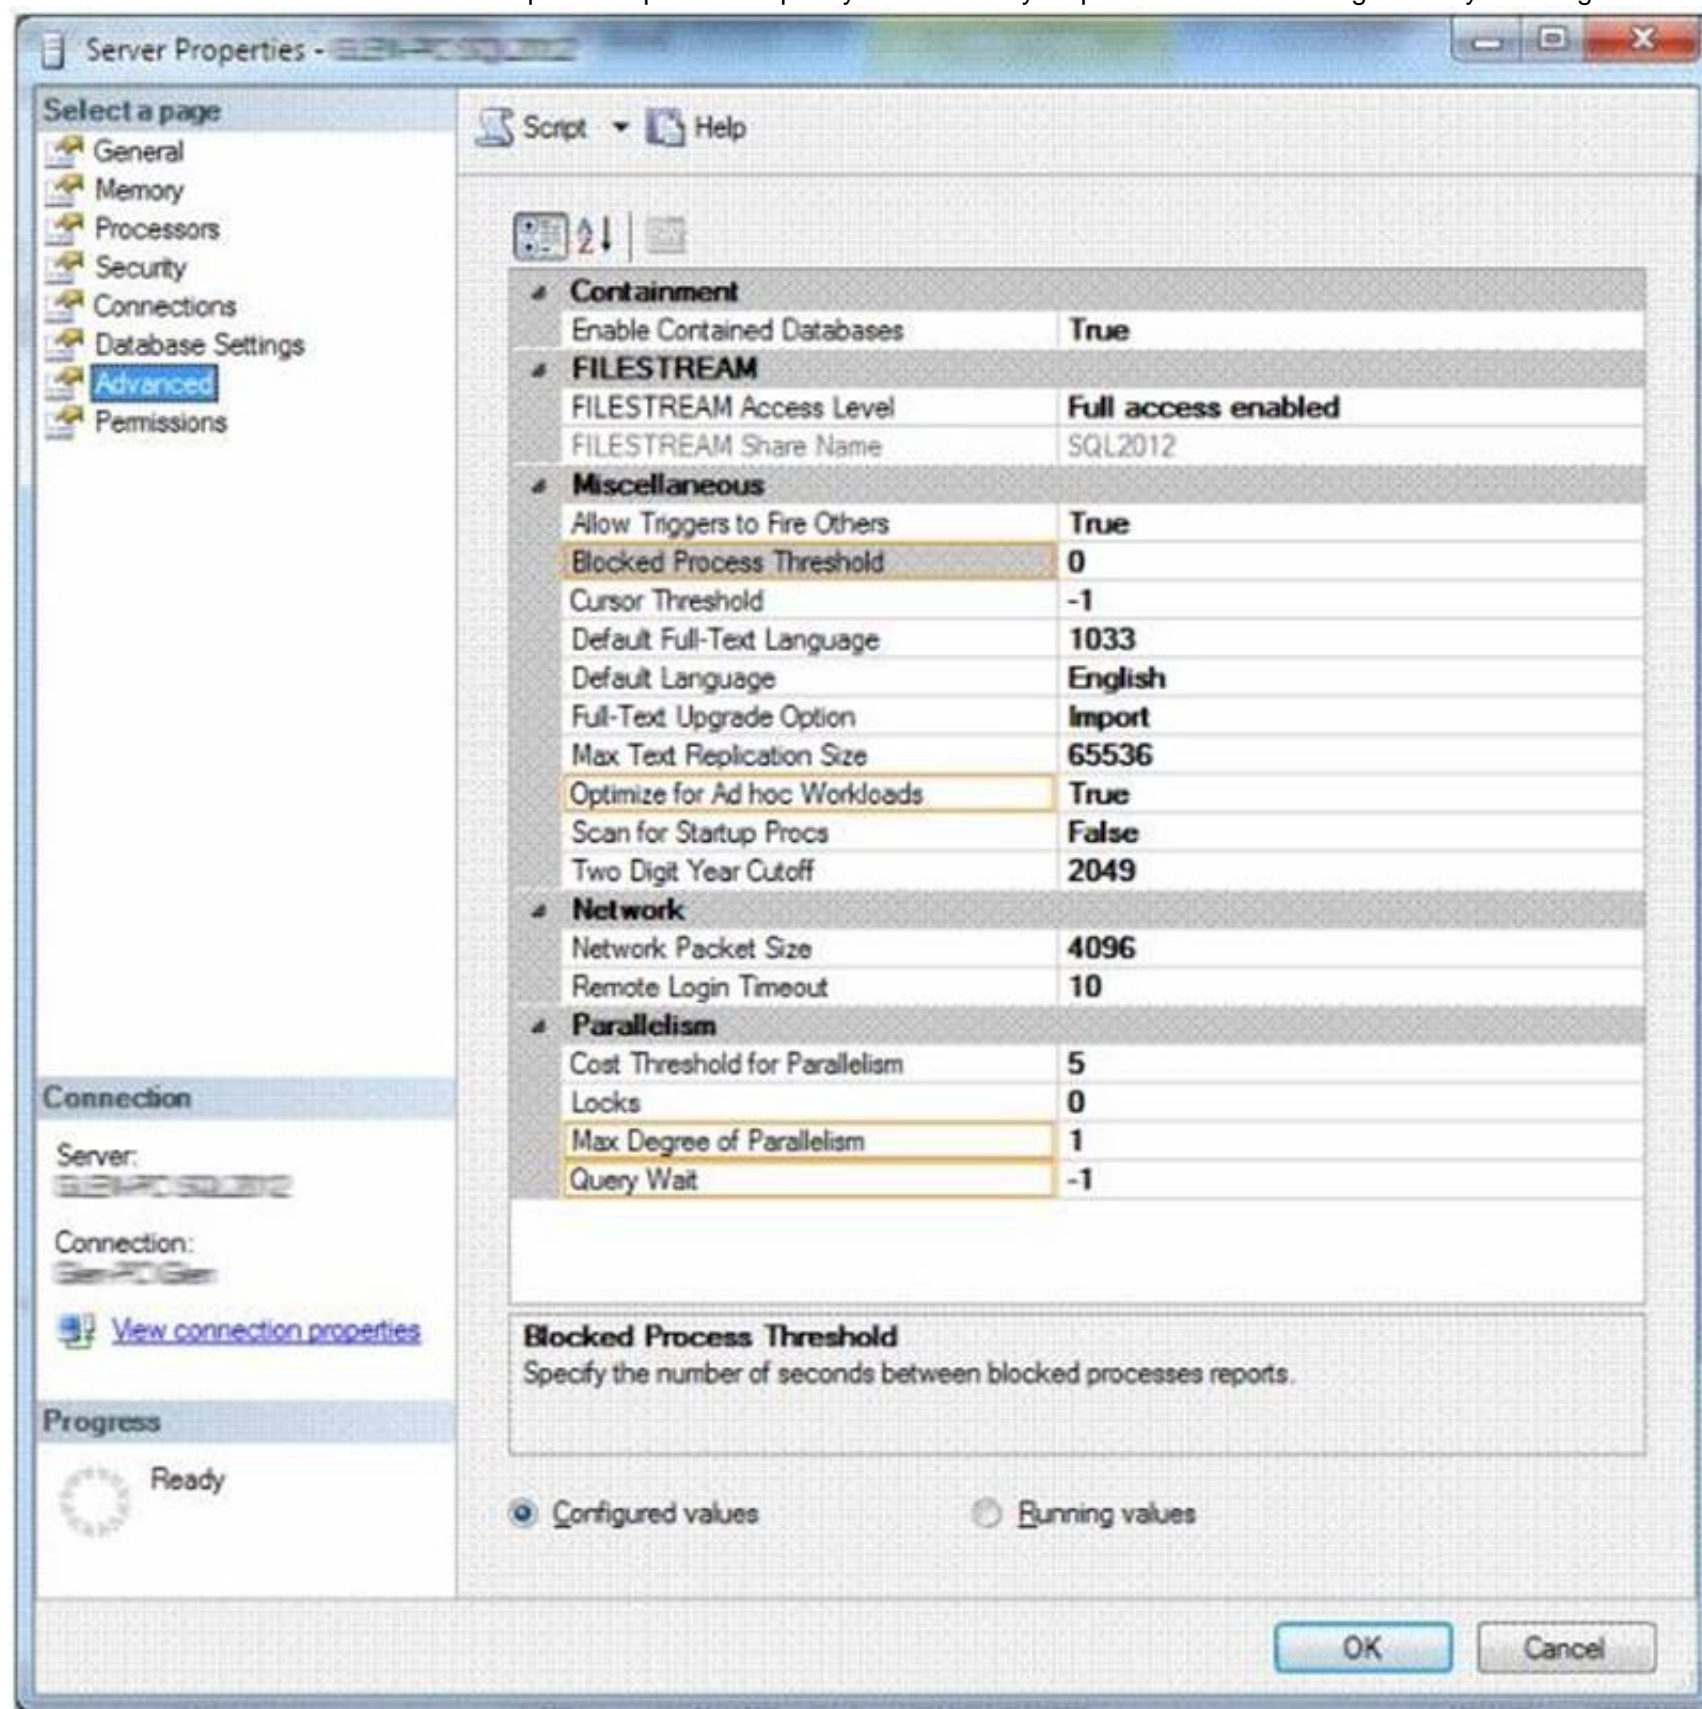 Server Properties -
Select a page
General
Memory
Processors
Security
Connections
Database Settings
Advanced
Permissions
Script Help
Containment
Enable Contained Databases True
FILESTREAM
FILESTREAM Access Level Full access enabled
FILESTREAM Share Name SQL2012
Miscellaneous
Allow Triggers to Fire Others True
Blocked Process Threshold 0
Cursor Threshold -1
Default Full-Text Language 1033
Default Language English
Full-Text Upgrade Option Import
Max Text Replication Size 65536
Optimize for Ad hoc Workloads True
Scan for Startup Procs False
Two Digit Year Cutoff 2049
Network
Network Packet Size 4096
Remote Login Timeout 10
Parallelism
Cost Threshold for Parallelism 5
Locks 0
Max Degree of Parallelism 1
Query Wait -1
Connection
Server:
Connection:
View connection properties
Progress
Ready
Blocked Process Threshold
Specify the number of seconds between blocked processes reports.
Configured values Running values
OK Cancel